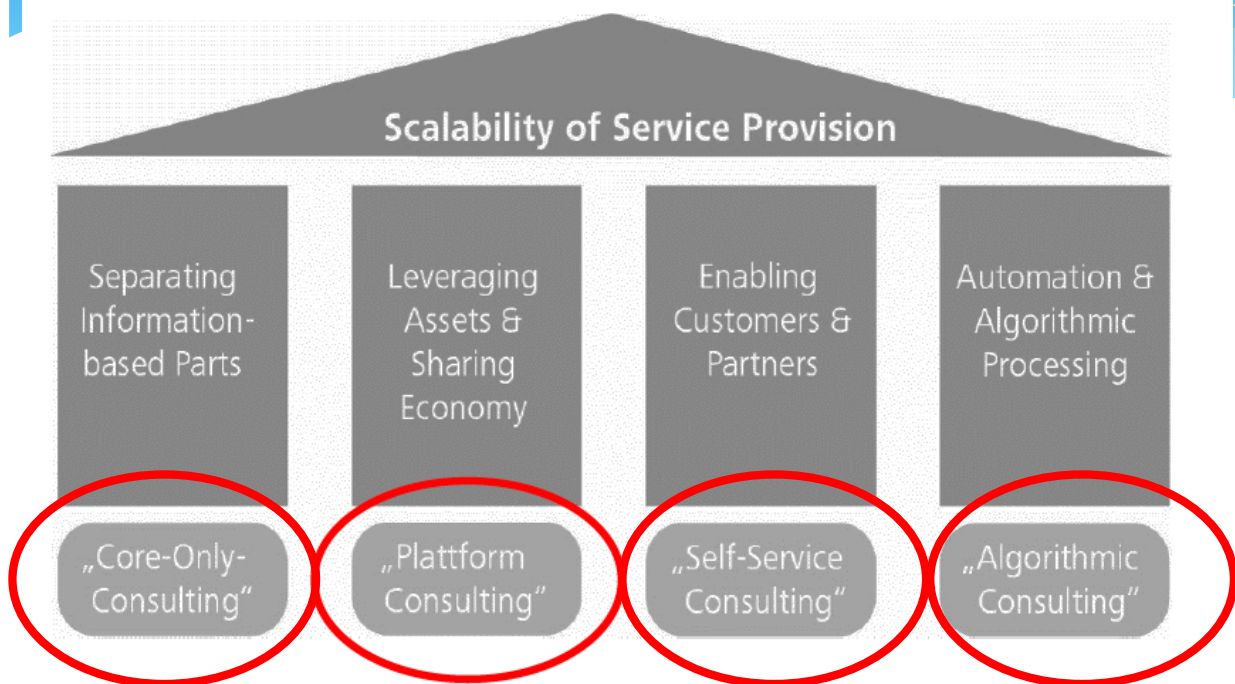 Scalability of Service Provision
Separating
Information-
based Parts
Leveraging
Assets &
Sharing
Economy
Enabling
Customers &
Partners
Automation &
Algorithmic
Processing
„Core-Only-
Consulting“
„Plattform
Consulting“
„Self-Service
Consulting“
„Algorithmic
Consulting“